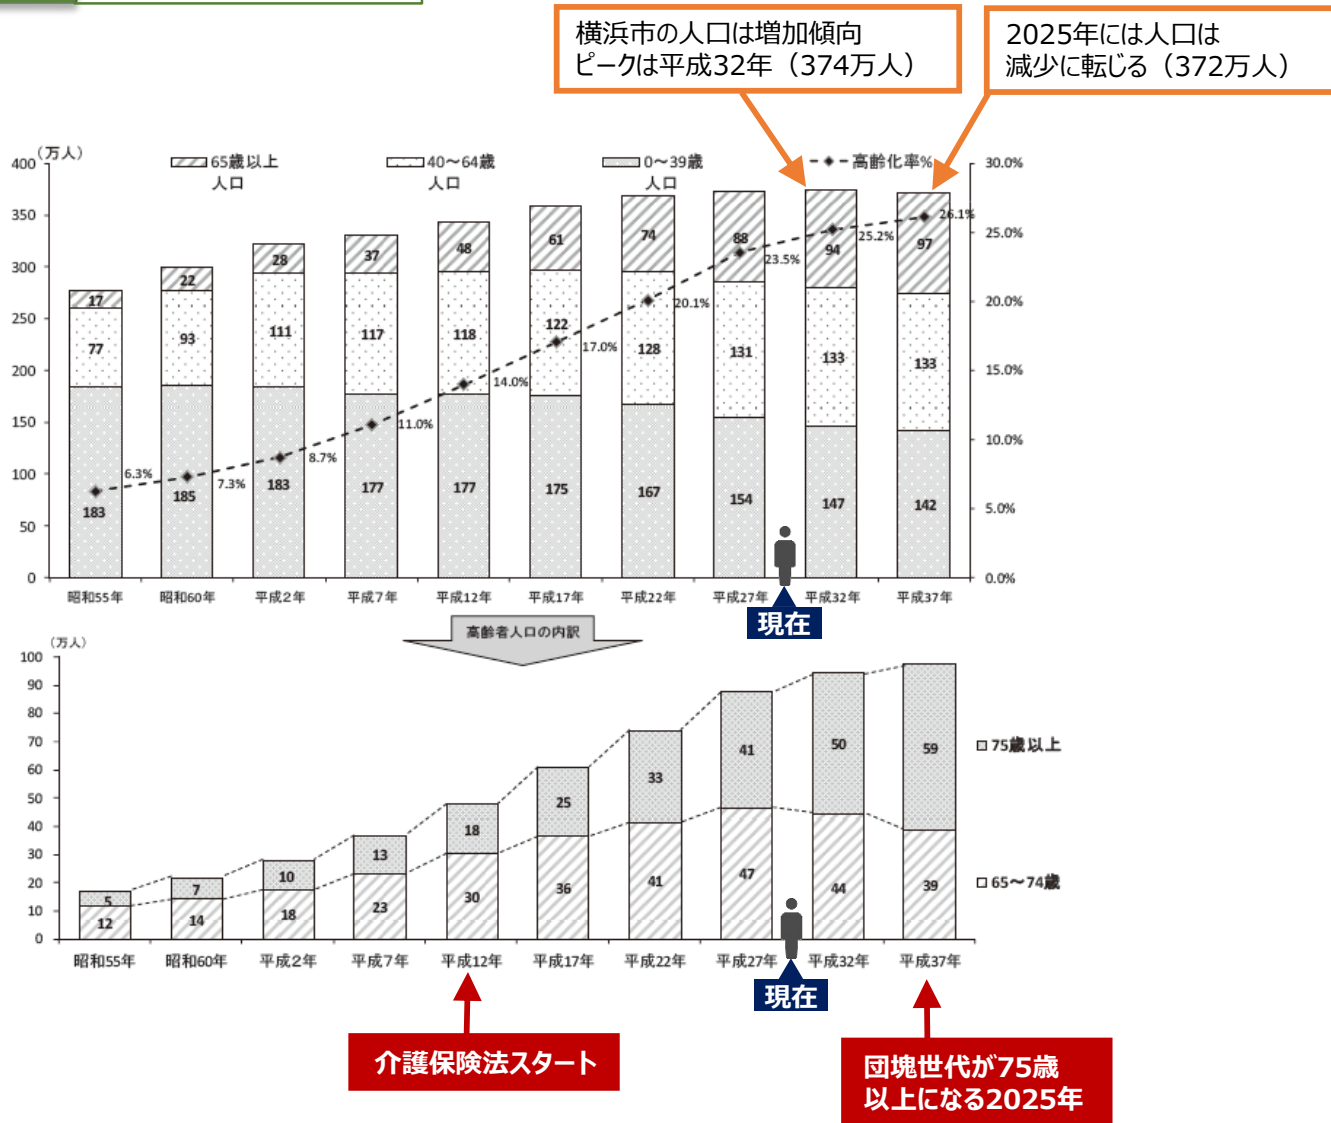 横浜市の人口は増加傾向
ピークは平成32年（374万人）
2025年には人口は
減少に転じる（372万人）
（万人）
65歳以上
人口
40～64歳
人口
0～39歳
人口
高齢化率%
400
350
300
250
200
150
100
50
0
30.0%
25.0%
20.0%
15.0%
10.0%
5.0%
0.0%
17
22
28
37
48
61
74
88
94
97
77
93
111
117
118
122
128
131
133
133
183
185
183
177
177
175
167
154
147
142
6.3%
7.3%
8.7%
11.0%
14.0%
17.0%
20.1%
23.5%
25.2%
26.1%
昭和55年
昭和60年
平成2年
平成7年
平成12年
平成17年
平成22年
平成27年
平成32年
平成37年
現在
高齢者人口の内訳
（万人）
100
90
80
70
60
50
40
30
20
10
0
5
7
10
13
18
25
33
41
50
59
12
14
18
23
30
36
41
47
44
39
75歳以上
65～74歳
昭和55年
昭和60年
平成2年
平成7年
平成12年
平成17年
平成22年
平成27年
平成32年
平成37年
現在
介護保険法スタート
団塊世代が75歳
以上になる2025年